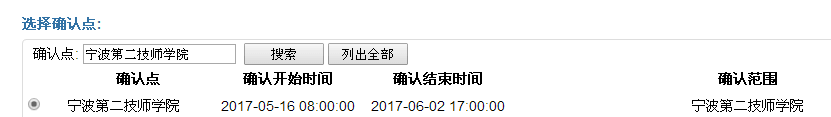 选择确认点:
确认点: 宁波第二技师学院 搜索 列出全部
确认点 确认开始时间 确认结束时间 确认范围
宁波第二技师学院 2017-05-16 08:00:00 2017-06-02 17:00:00 宁波第二技师学院